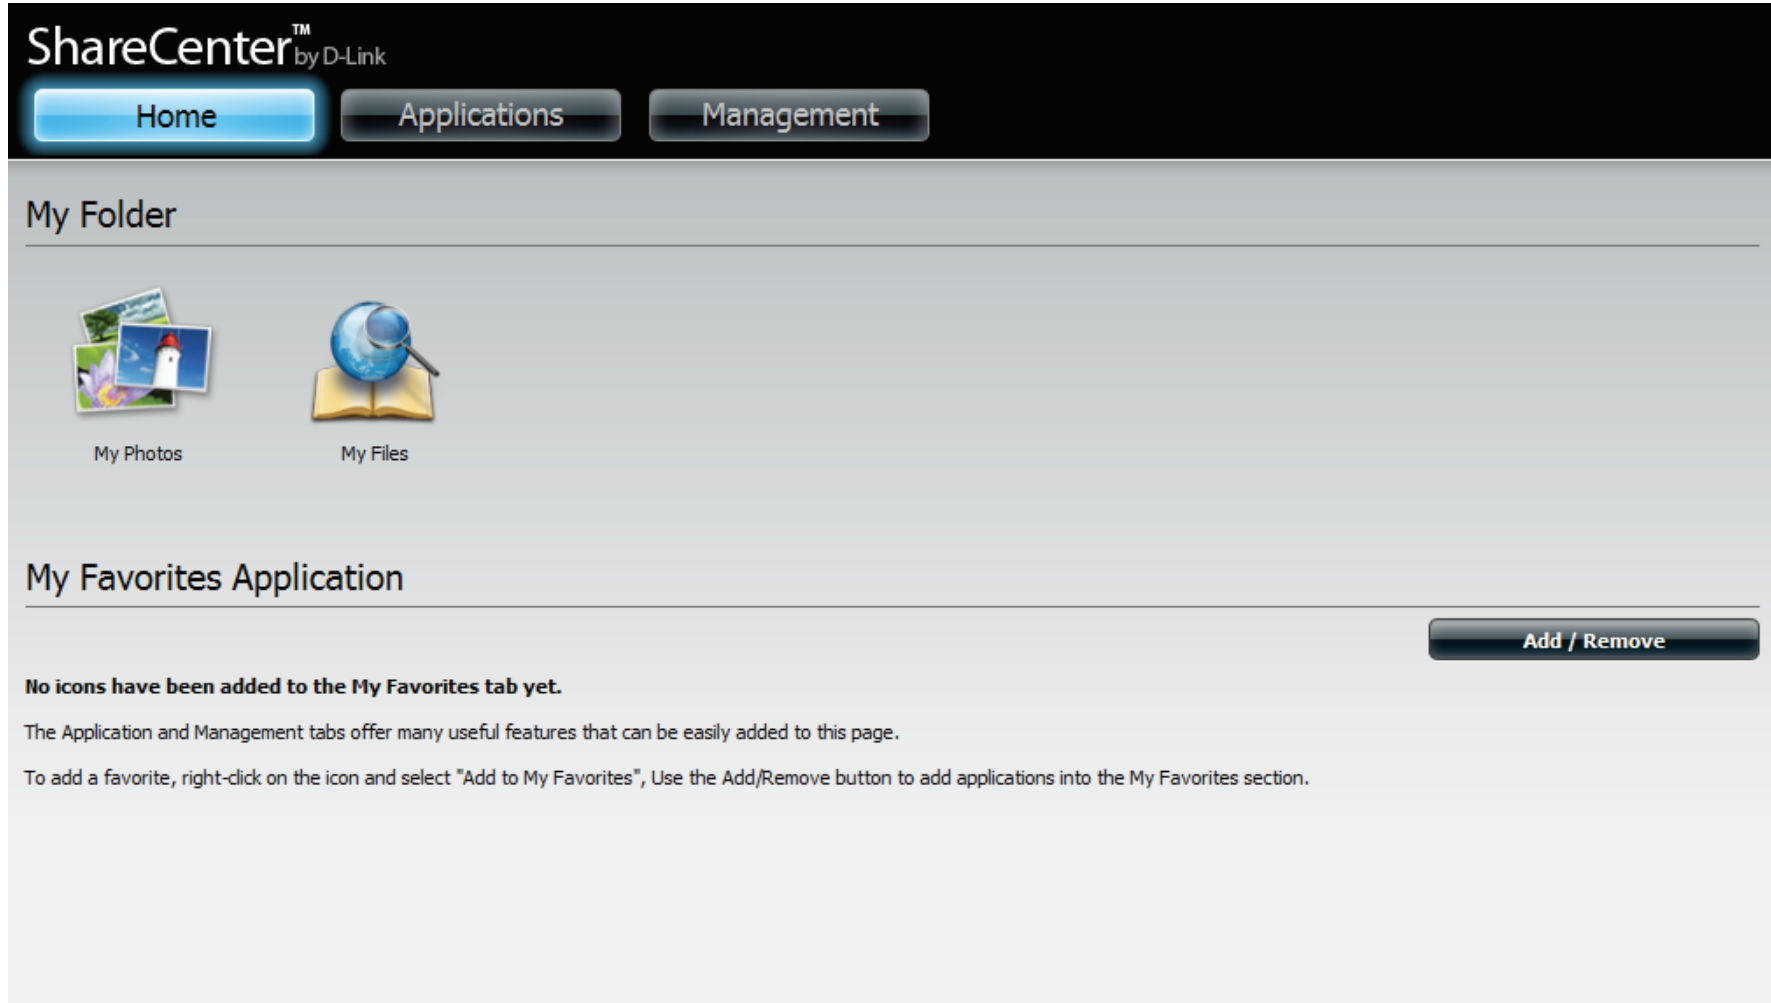 ShareCenter™ by D-Link
Home Applications Management
My Folder
My Photos My Files
My Favorites Application
Add / Remove
No icons have been added to the My Favorites tab yet.
The Application and Management tabs offer many useful features that can be easily added to this page.
To add a favorite, right-click on the icon and select "Add to My Favorites", Use the Add/Remove button to add applications into the My Favorites section.